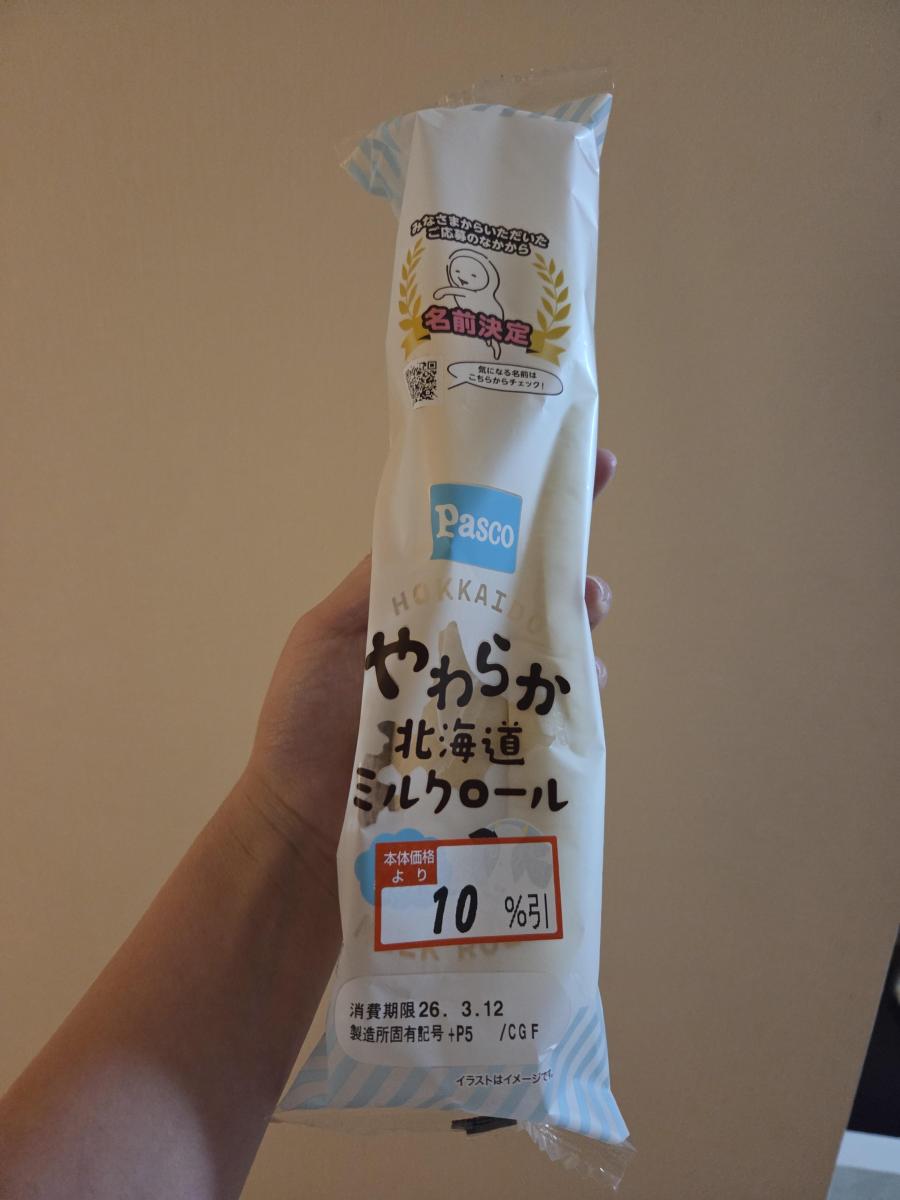 みなさまからいただいた
ご応募のなかから
名前決定
気になる名前は
こちらからチェック！
Pasco
HOKKAIDO
やわらか
北海道
ミルクロール
本体価格
より
10 %引
消費期限26. 3.12
製造所固有記号 +P5 /CGF
イラストはイメージです。